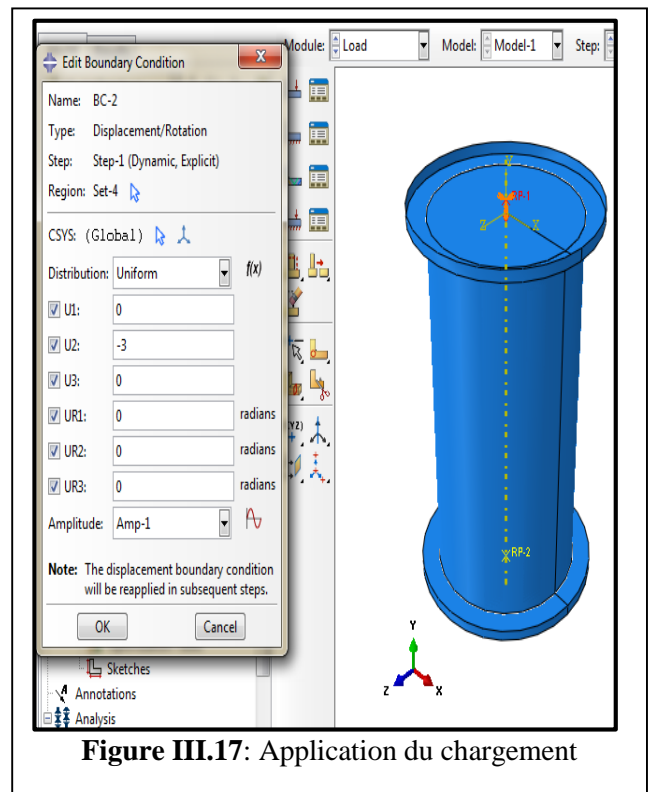 Edit Boundary Condition
Module: Load Model: Model-1 Step:
Name: BC-2
Type: Displacement/Rotation
Step: Step-1 (Dynamic, Explicit)
Region: Set-4
CSYS: (Global)
Distribution: Uniform f(x)
U1: 0
U2: -3
U3: 0
UR1: 0 radians
UR2: 0 radians
UR3: 0 radians
Amplitude: Amp-1
Note: The displacement boundary condition
will be reapplied in subsequent steps.
OK Cancel
Sketches
Annotations
Analysis
Y
RP-1
Z X
RP-2
Y
Z X
Figure III.17: Application du chargement